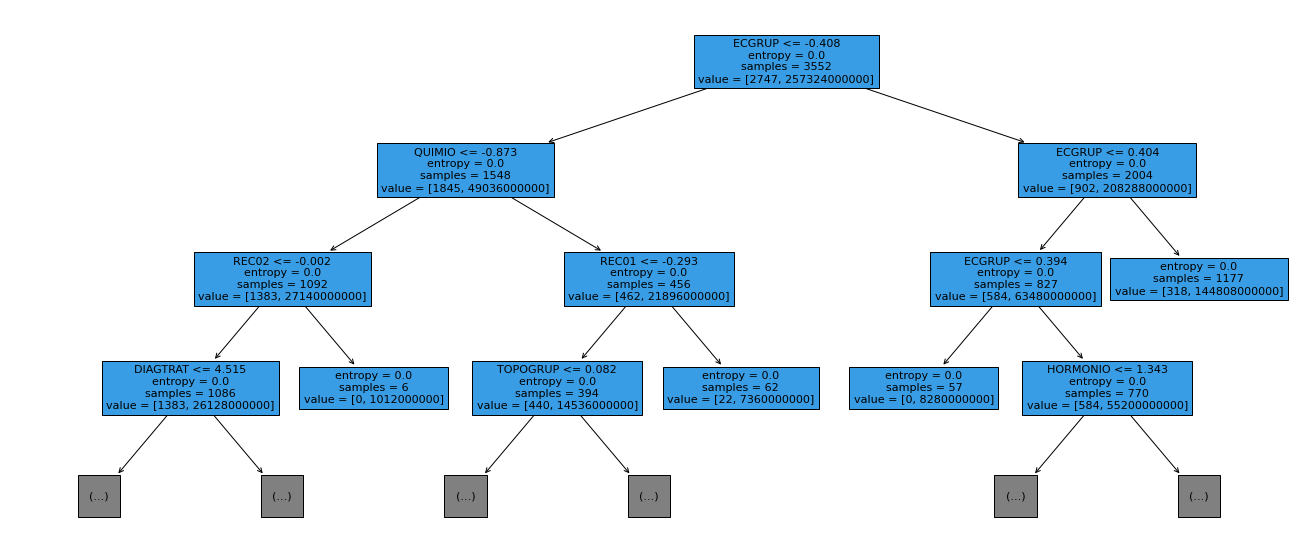 ECGRUP <= -0.408
entropy = 0.0
samples = 3552
value = [2747, 257324000000]
QUIMIO <= -0.873
entropy = 0.0
samples = 1548
value = [1845, 49036000000]
ECGRUP <= 0.404
entropy = 0.0
samples = 2004
value = [902, 208288000000]
REC02 <= -0.002
entropy = 0.0
samples = 1092
value = [1383, 27140000000]
REC01 <= -0.293
entropy = 0.0
samples = 456
value = [462, 21896000000]
ECGRUP <= 0.394
entropy = 0.0
samples = 827
value = [584, 63480000000]
entropy = 0.0
samples = 1177
value = [318, 144808000000]
DIAGTRAT <= 4.515
entropy = 0.0
samples = 1086
value = [1383, 26128000000]
entropy = 0.0
samples = 6
value = [0, 1012000000]
TOPOGRUP <= 0.082
entropy = 0.0
samples = 394
value = [440, 14536000000]
entropy = 0.0
samples = 62
value = [22, 7360000000]
entropy = 0.0
samples = 57
value = [0, 8280000000]
HORMONIO <= 1.343
entropy = 0.0
samples = 770
value = [584, 55200000000]
(...)
(...)
(...)
(...)
(...)
(...)